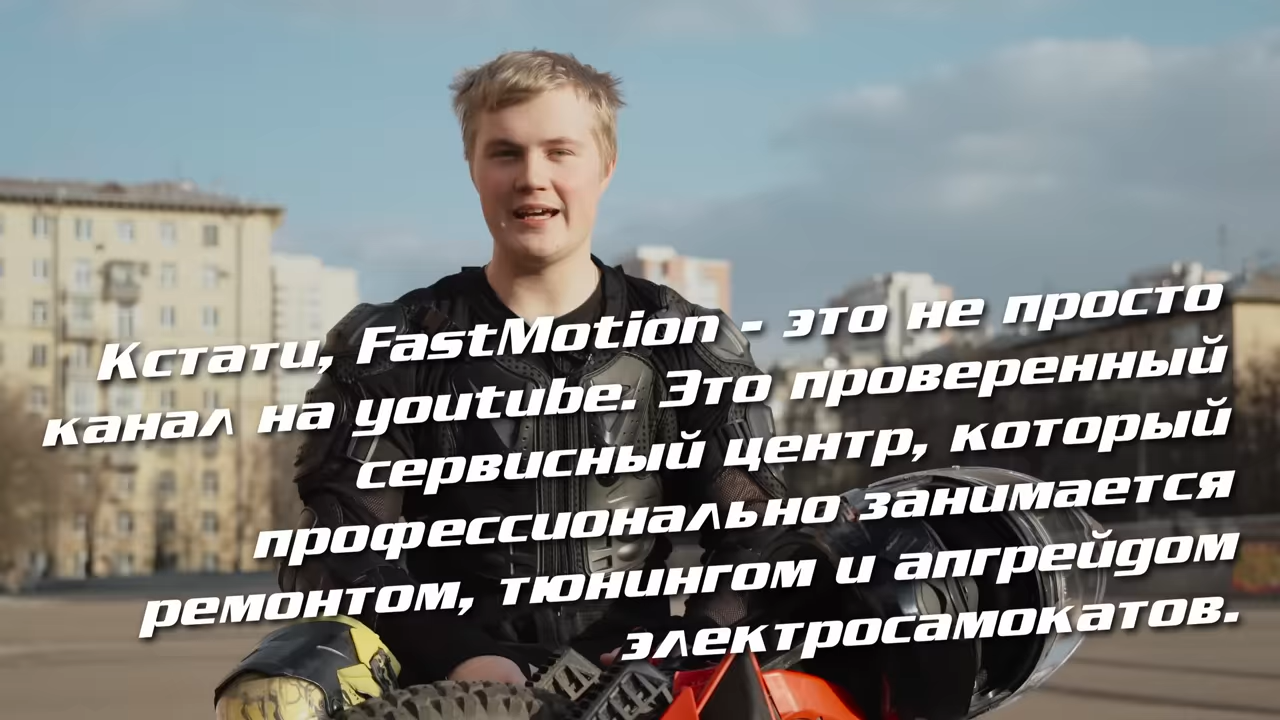 Кстати, FastMotion - это не просто
канал на youtube. Это проверенный
сервисный центр, который
профессионально занимается
ремонтом, тюнингом и апгрейдом
электросамокатов.